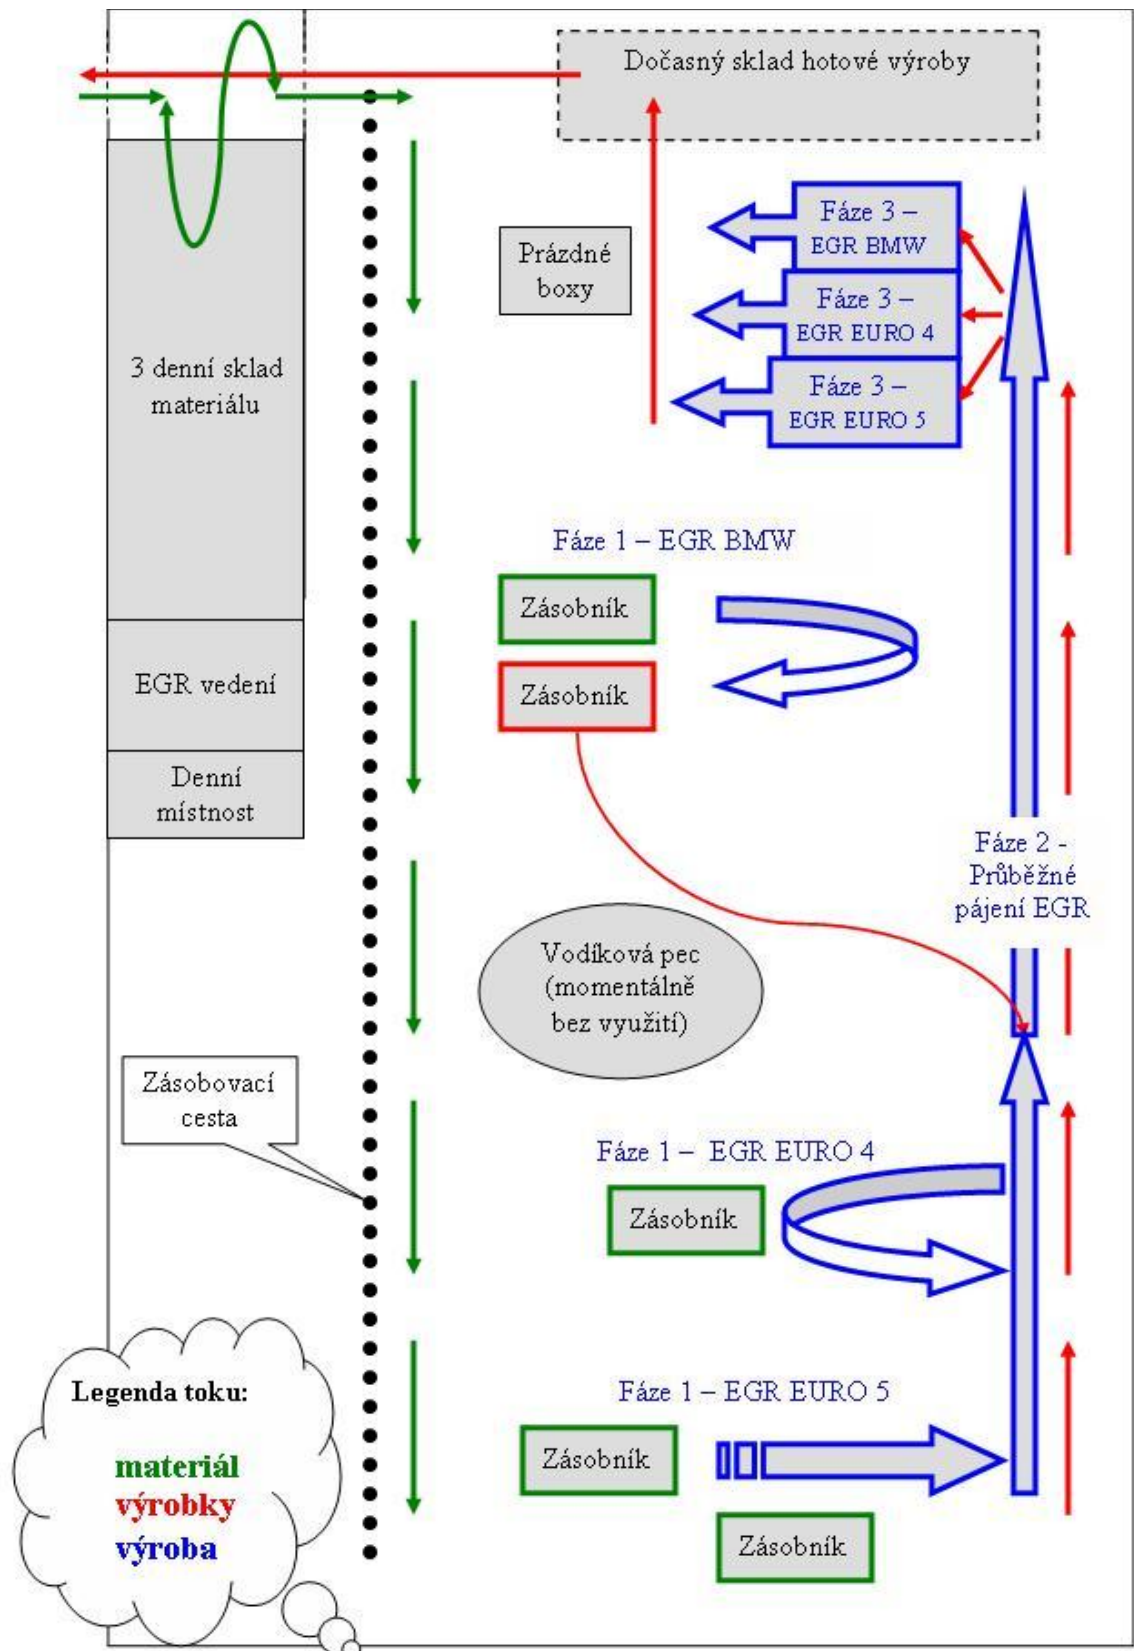 Dočasný sklad hotové výroby
Fáze 3 –
EGR BMW
Prázdné
boxy
Fáze 3 –
EGR EURO 4
3 denní sklad
materiálu
Fáze 3 –
EGR EURO 5
Fáze 1 – EGR BMW
Zásobník
EGR vedení
Zásobník
Denní
místnost
Fáze 2 -
Průběžné
pájení EGR
Vodíková pec
(momentálně
bez využití)
Zásobovací
cesta
Fáze 1 – EGR EURO 4
Zásobník
Legenda toku:
materiál
výrobky
výroba
Fáze 1 – EGR EURO 5
Zásobník
Zásobník